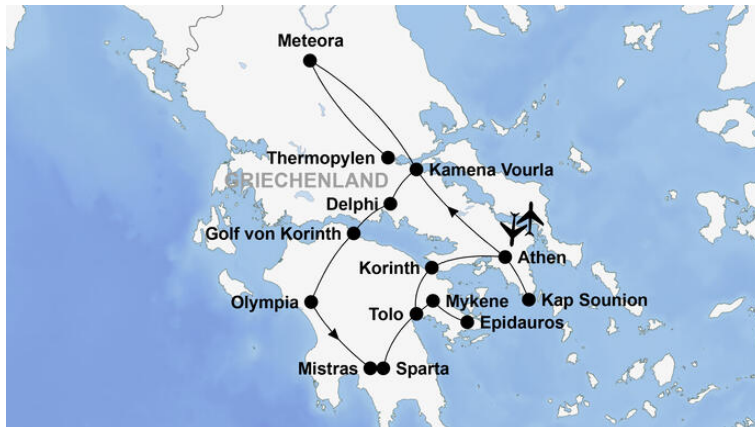 Meteora
Thermopylen
Kamena Vourla
GRIECHENLAND
Delphi
Golf von Korinth
Athen
Korinth
Olympia
Mykene
Kap Sounion
Tolo
Epidauros
Mistras
Sparta